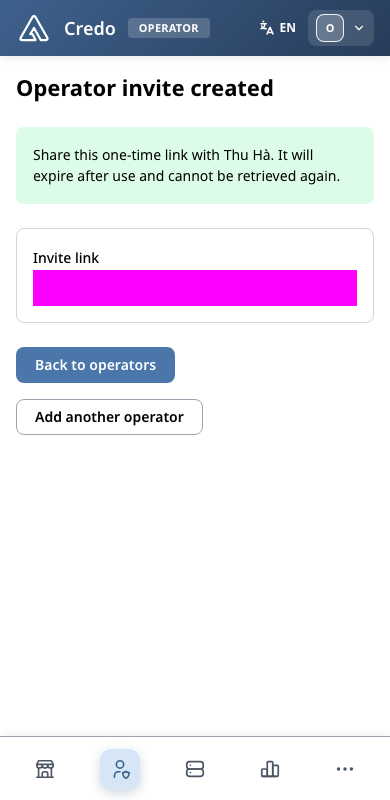 Credo
OPERATOR
EN
O
Operator invite created
Share this one-time link with Thu Hà. It will
expire after use and cannot be retrieved again.
Invite link
Back to operators
Add another operator